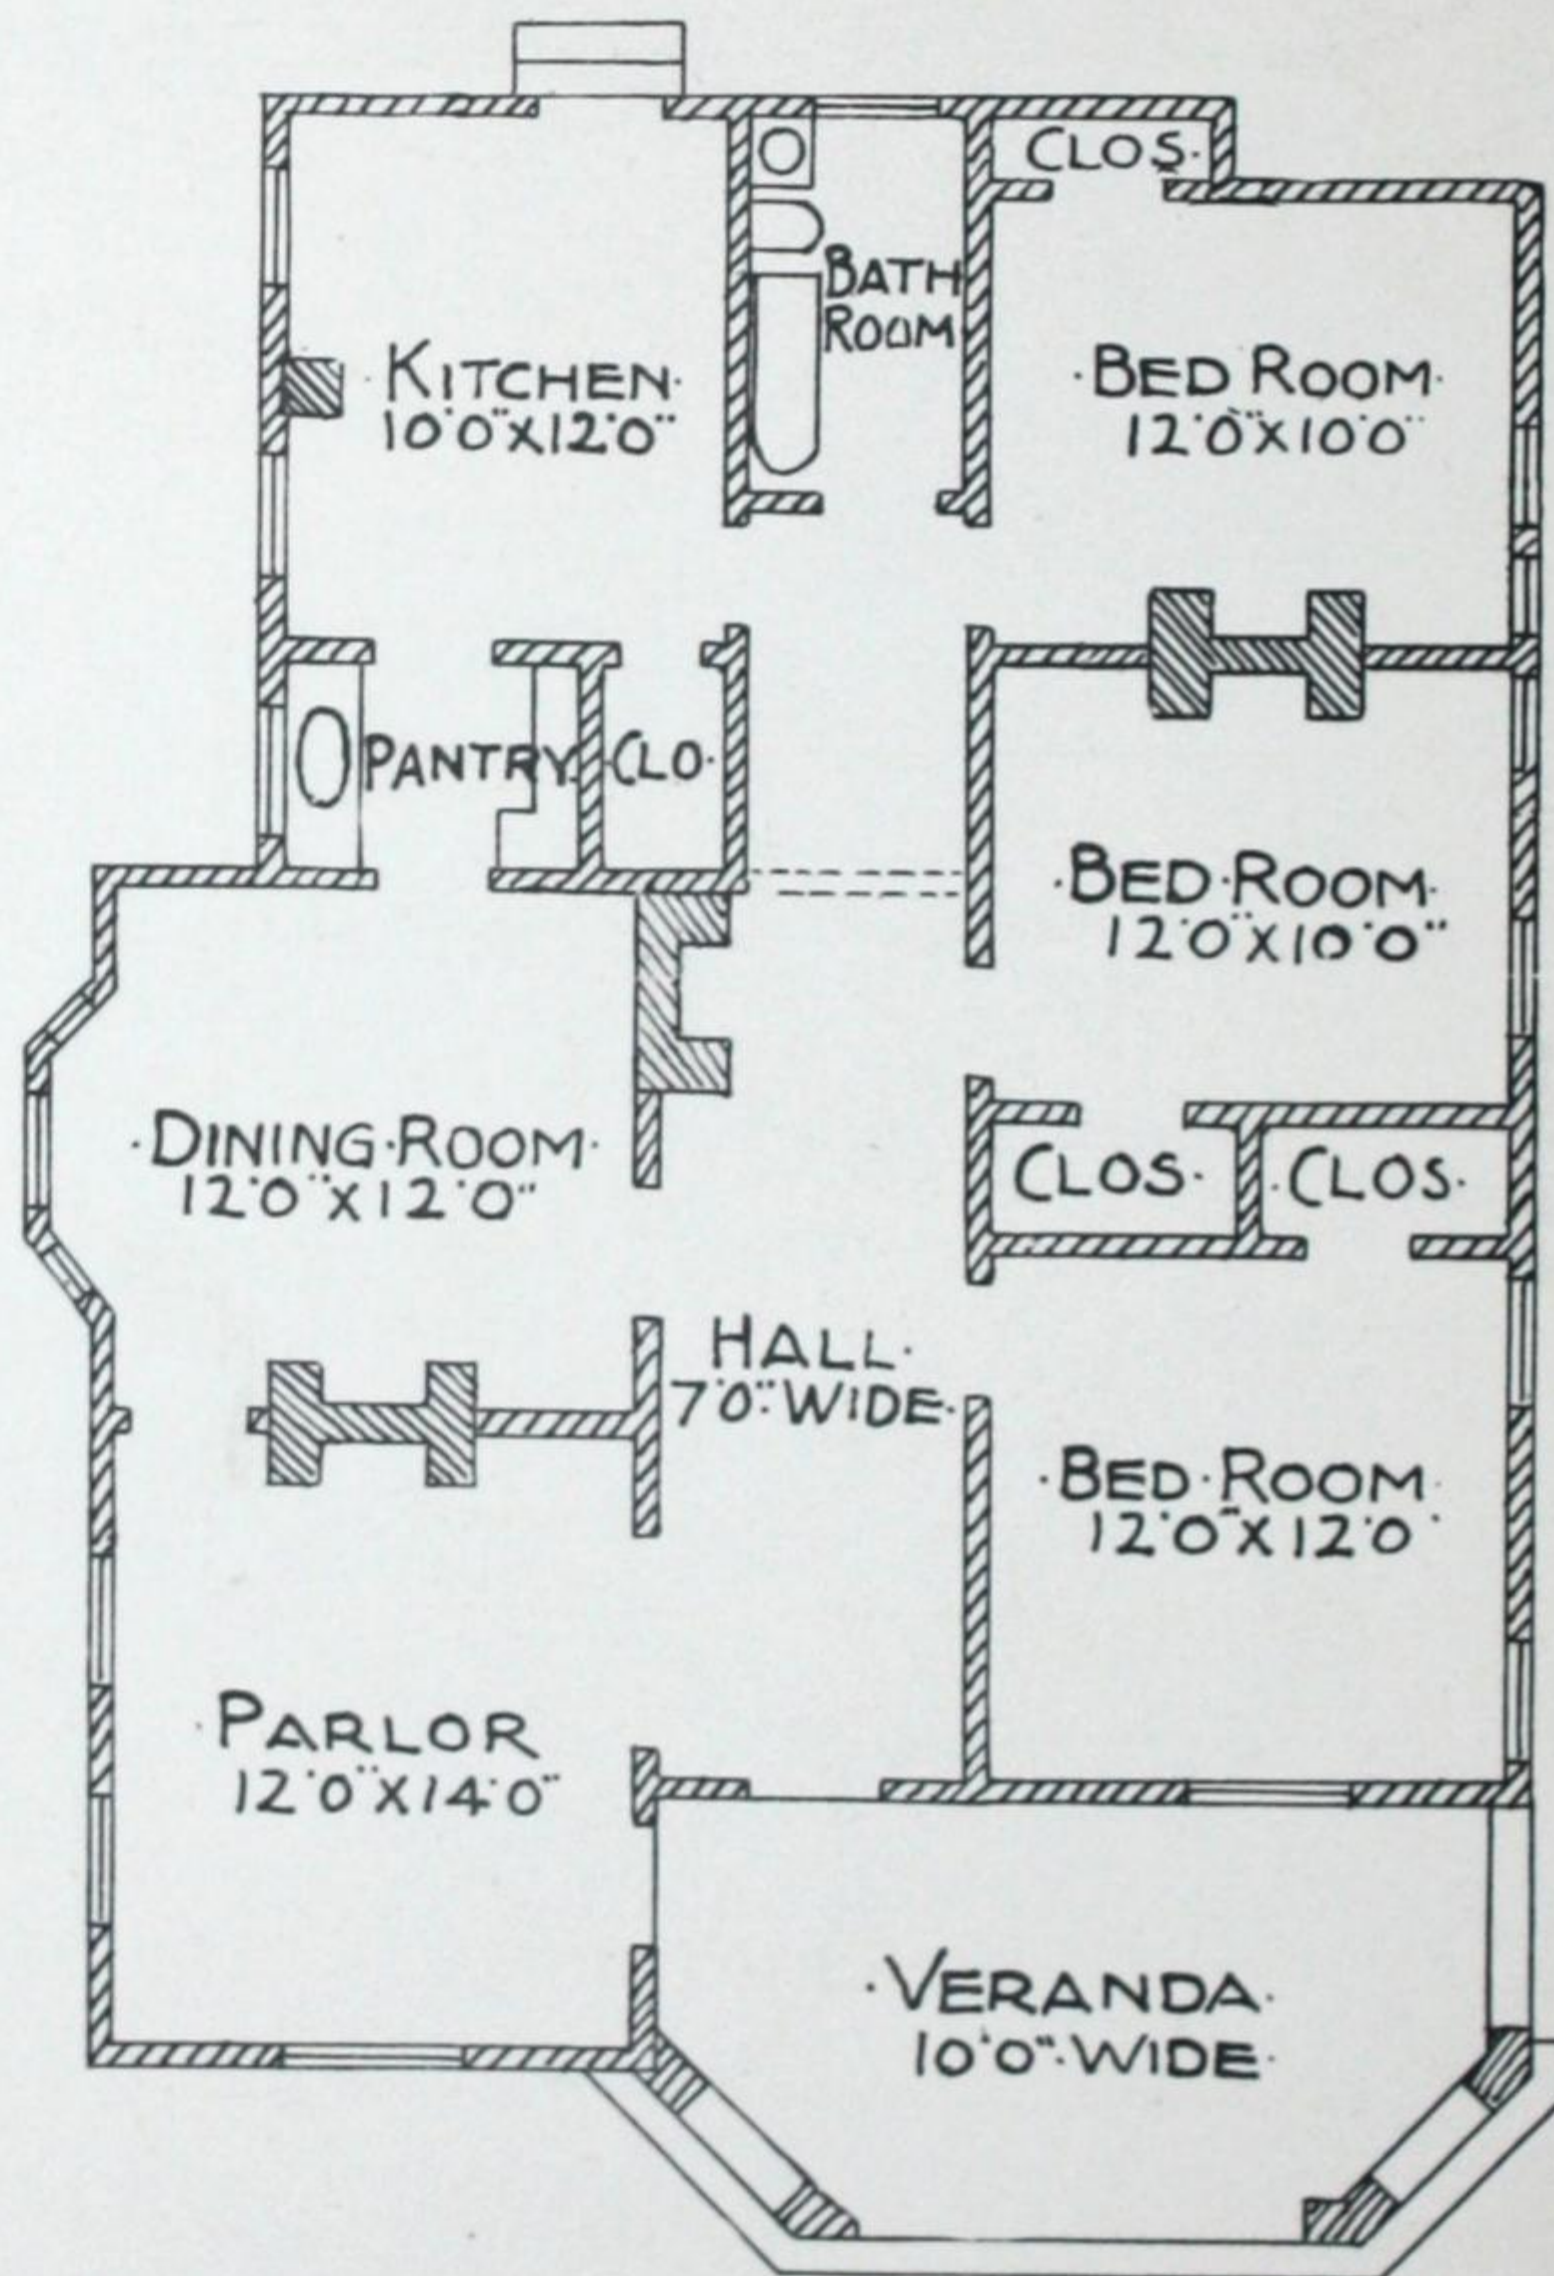 CLOS.
BATH
ROOM
KITCHEN
10'0"X12'0"
BED ROOM
12'0"X10'0"
PANTRY
CLO.
BED ROOM
12'0"X10'0"
DINING ROOM
12'0"X12'0"
CLOS.
CLOS.
HALL
7'0" WIDE
BED ROOM
12'0"X12'0
PARLOR
12'0"X14'0"
VERANDA
10'0" WIDE